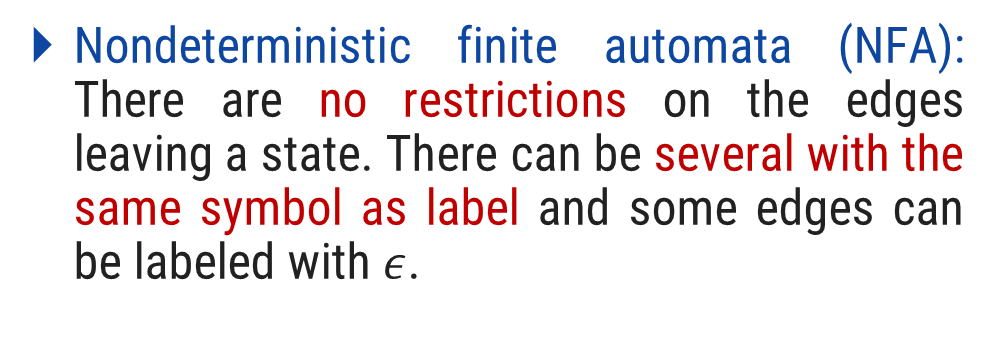 Nondeterministic finite automata (NFA):
There are no restrictions on the edges
leaving a state. There can be several with the
same symbol as label and some edges can
be labeled with ϵ.